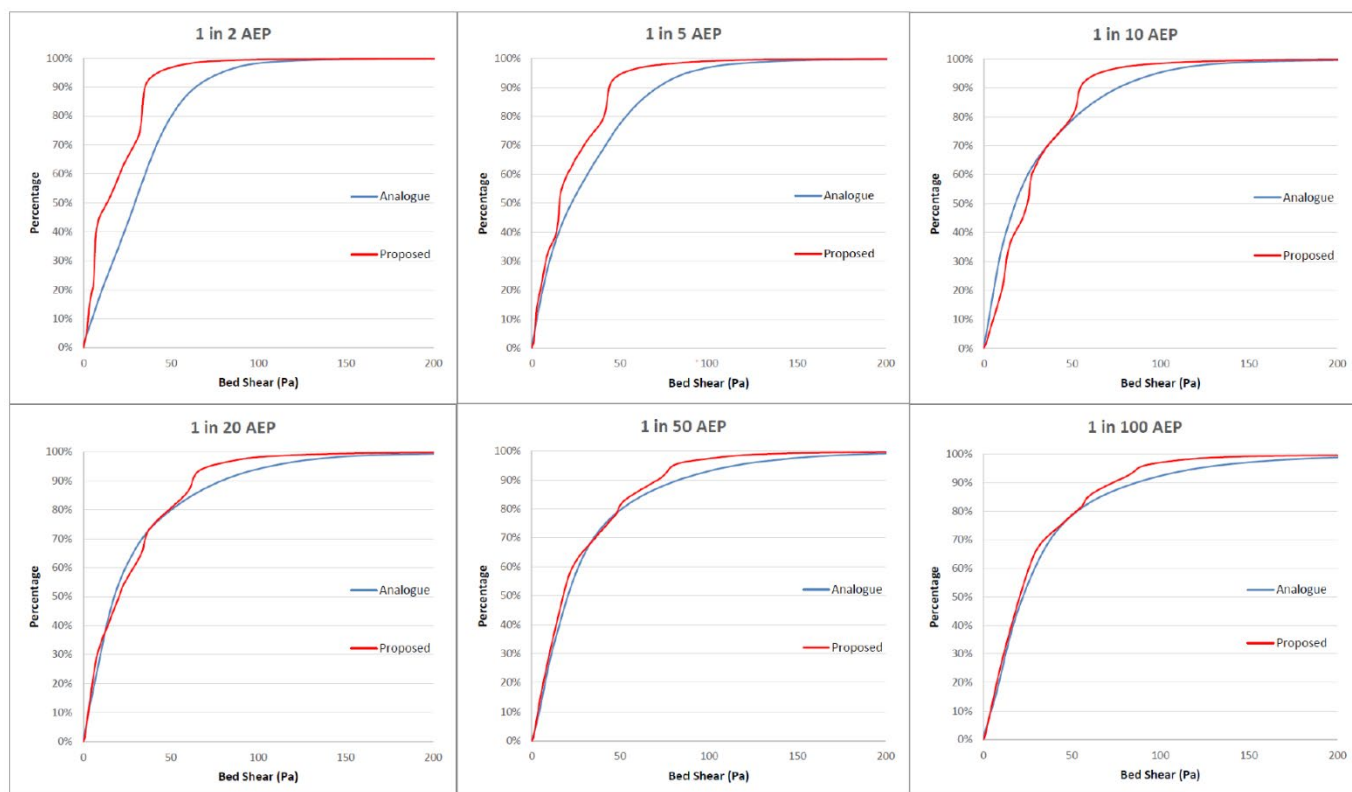 1 in 2 AEP
100%
90%
80%
70%
60%
50%
40%
30%
20%
10%
0%
Percentage
Analogue
Proposed
0 50 100 150 200
Bed Shear (Pa)
1 in 5 AEP
100%
90%
80%
70%
60%
50%
40%
30%
20%
10%
0%
Percentage
Analogue
Proposed
0 50 100 150 200
Bed Shear (Pa)
1 in 10 AEP
100%
90%
80%
70%
60%
50%
40%
30%
20%
10%
0%
Percentage
Analogue
Proposed
0 50 100 150 200
Bed Shear (Pa)
1 in 20 AEP
100%
90%
80%
70%
60%
50%
40%
30%
20%
10%
0%
Percentage
Analogue
Proposed
0 50 100 150 200
Bed Shear (Pa)
1 in 50 AEP
100%
90%
80%
70%
60%
50%
40%
30%
20%
10%
0%
Percentage
Analogue
Proposed
0 50 100 150 200
Bed Shear (Pa)
1 in 100 AEP
100%
90%
80%
70%
60%
50%
40%
30%
20%
10%
0%
Percentage
Analogue
Proposed
0 50 100 150 200
Bed Shear (Pa)